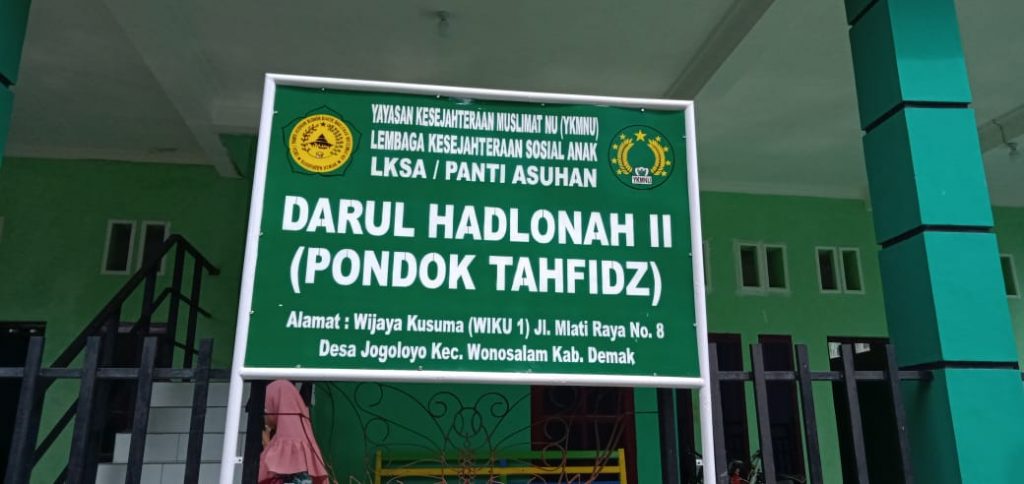 YAYASAN KESEJAHTERAAN MUSLIMAT NU (YKMNU)
LEMBAGA KESEJAHTERAAN SOSIAL ANAK
LKSA / PANTI ASUHAN
YKMNU
DARUL HADLONAH II
(PONDOK TAHFIDZ)
Alamat : Wijaya Kusuma (WIKU 1) Jl. Mlati Raya No. 8
Desa Jogoloyo Kec. Wonosalam Kab. Demak